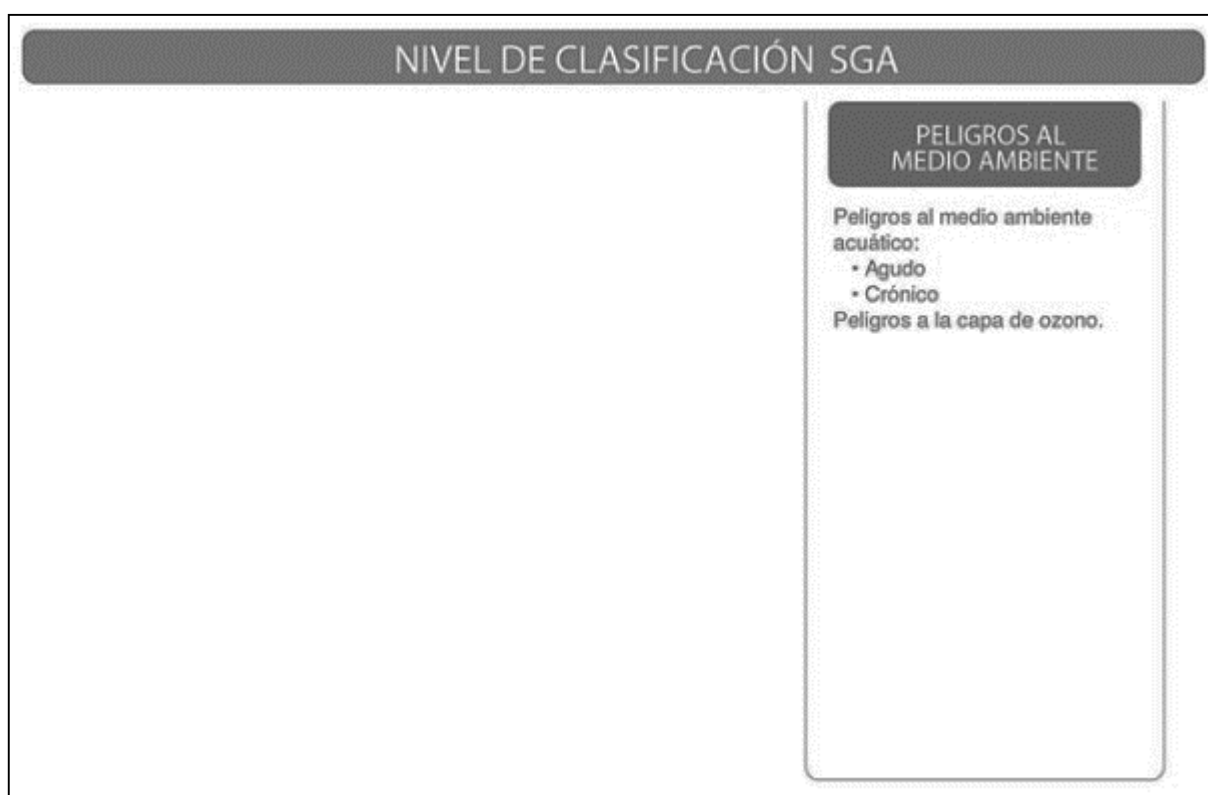 NIVEL DE CLASIFICACIÓN SGA
PELIGROS AL
MEDIO AMBIENTE
Peligros al medio ambiente
acuático:
• Agudo
• Crónico
Peligros a la capa de ozono.